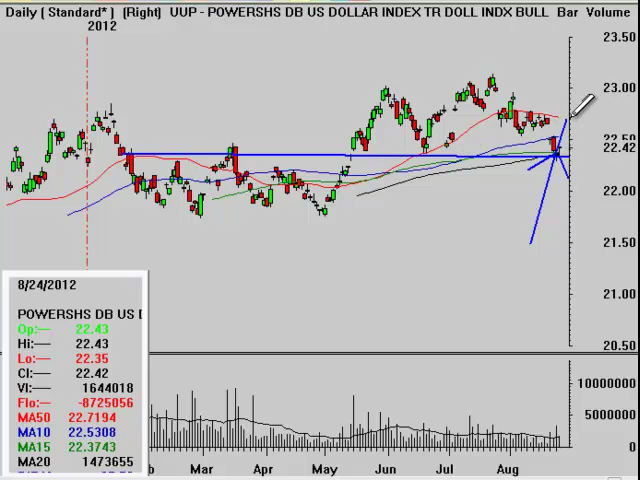 Daily ( Standard* ) (Right) UUP - POWERSHS DB US DOLLAR INDEX TR DOLL INDX BULL Bar Volume
2012
23.50
23.00
22.50
22.42
22.00
21.50
21.00
20.50
8/24/2012
POWERSHS DB US
Op:— 22.43
Hi:— 22.43
Lo:— 22.35
Cl:— 22.42
Vl:— 1644018
Flo:— -8725056
MA50 22.7194
MA10 22.5308
MA15 22.3743
MA20 1473655
10000000
5000000
0.00
Mar Apr May Jun Jul Aug